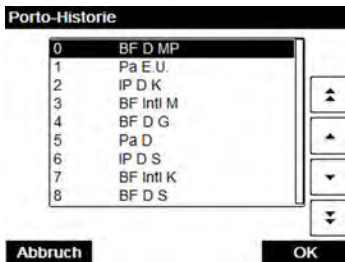 Porto-Historie
0 BF D MP
1 Pa E.U.
2 IP D K
3 BF Intl M
4 BF D G
5 Pa D
6 IP D S
7 BF Intl K
8 BF D S
Abbruch OK